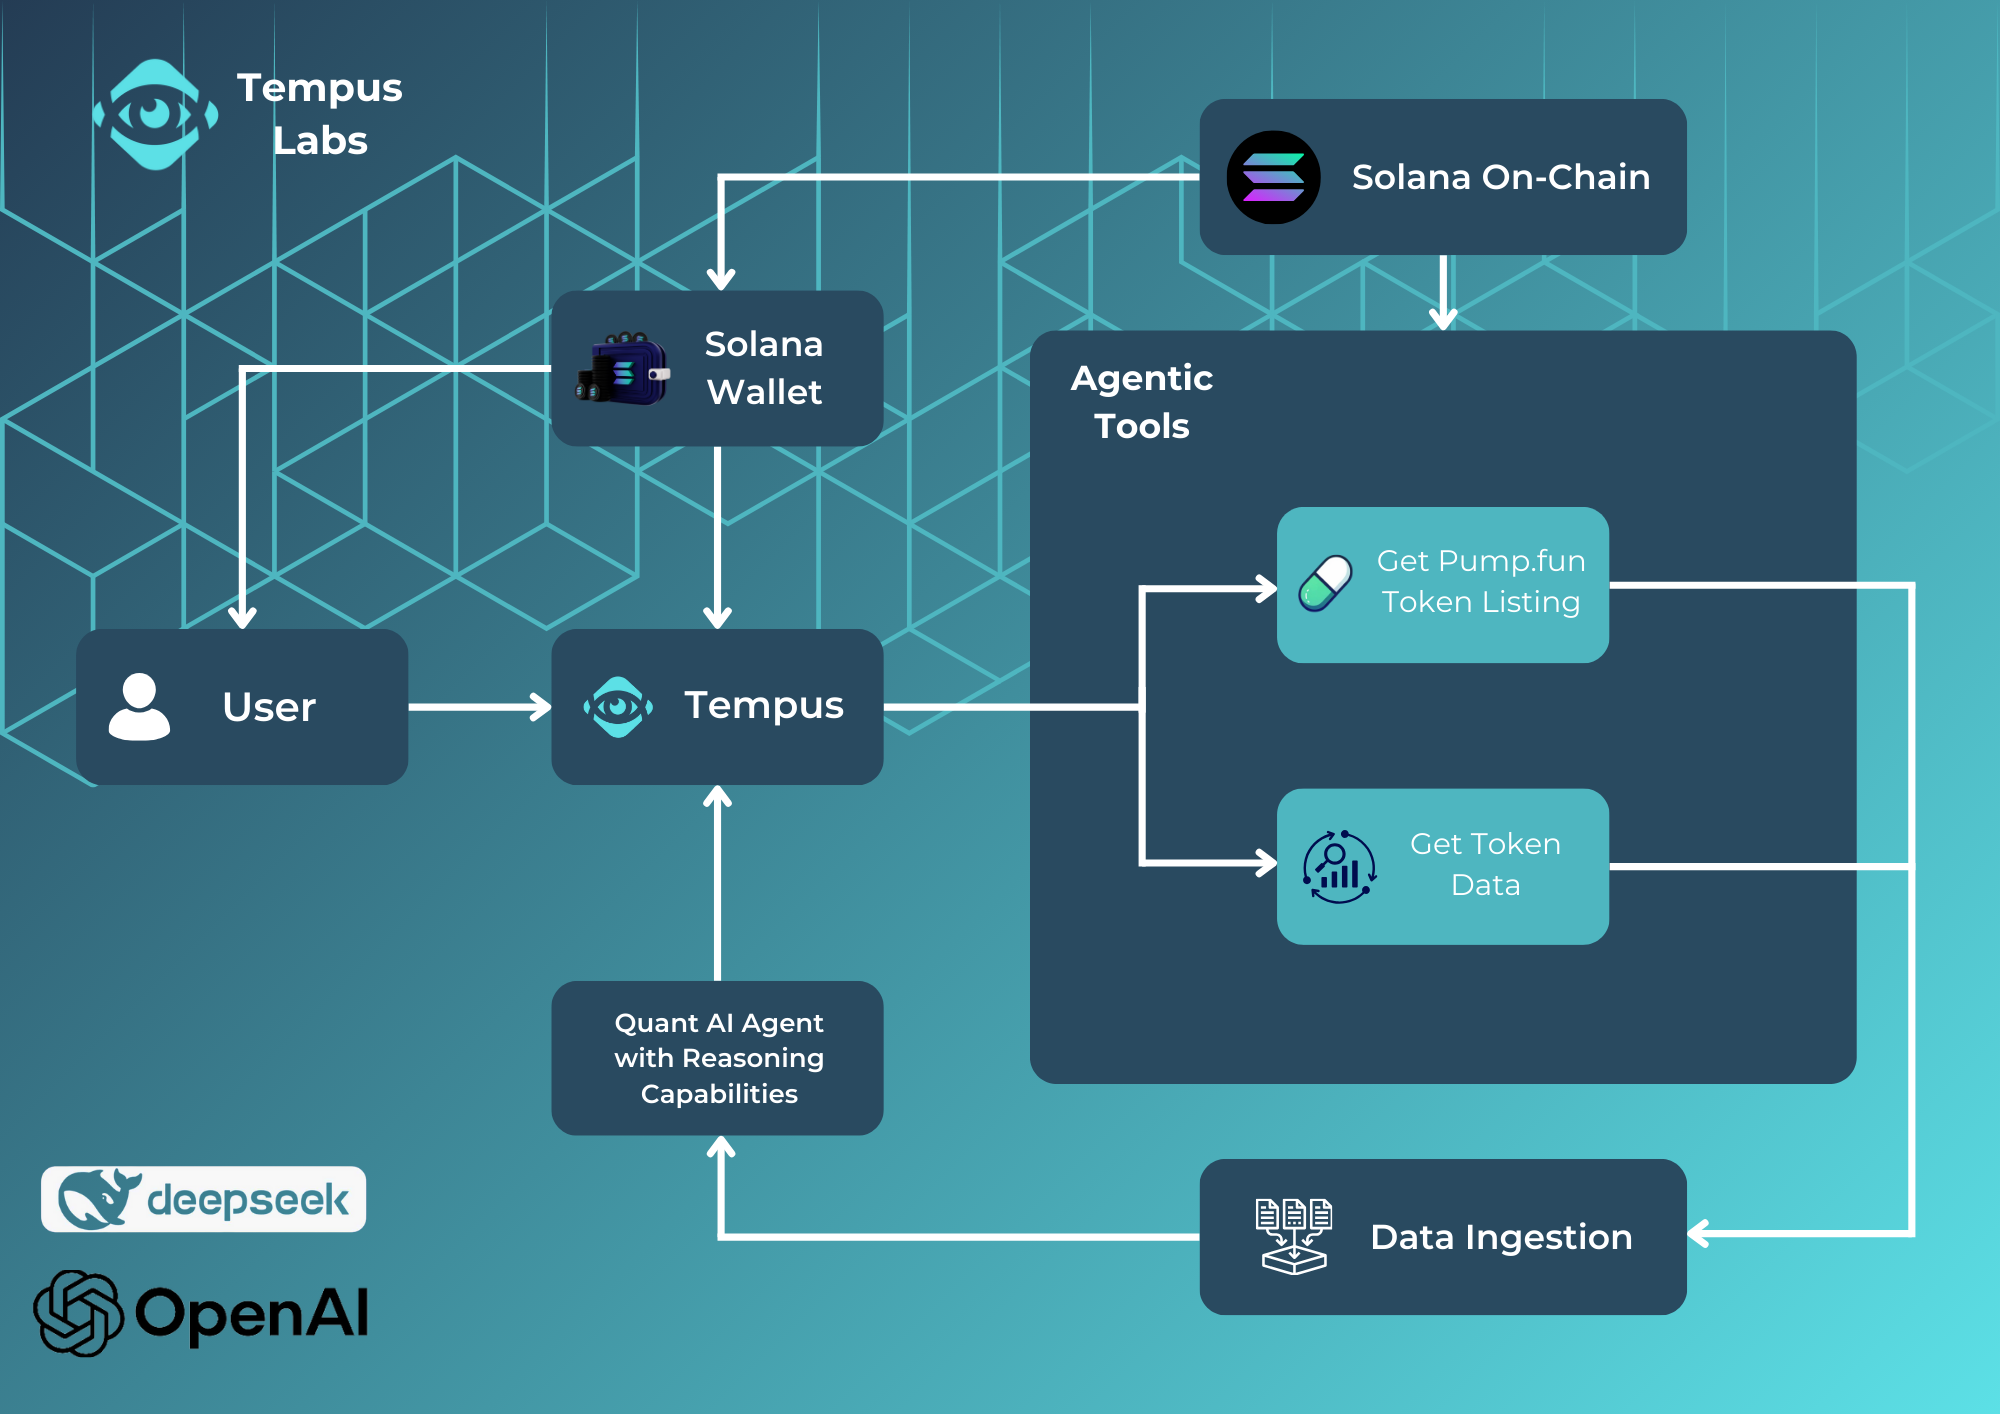 Tempus
Labs
Solana On-Chain
Solana
Wallet
Agentic
Tools
Get Pump.fun
Token Listing
User
Tempus
Get Token
Data
Quant AI Agent
with Reasoning
Capabilities
deepseek
Data Ingestion
OpenAI